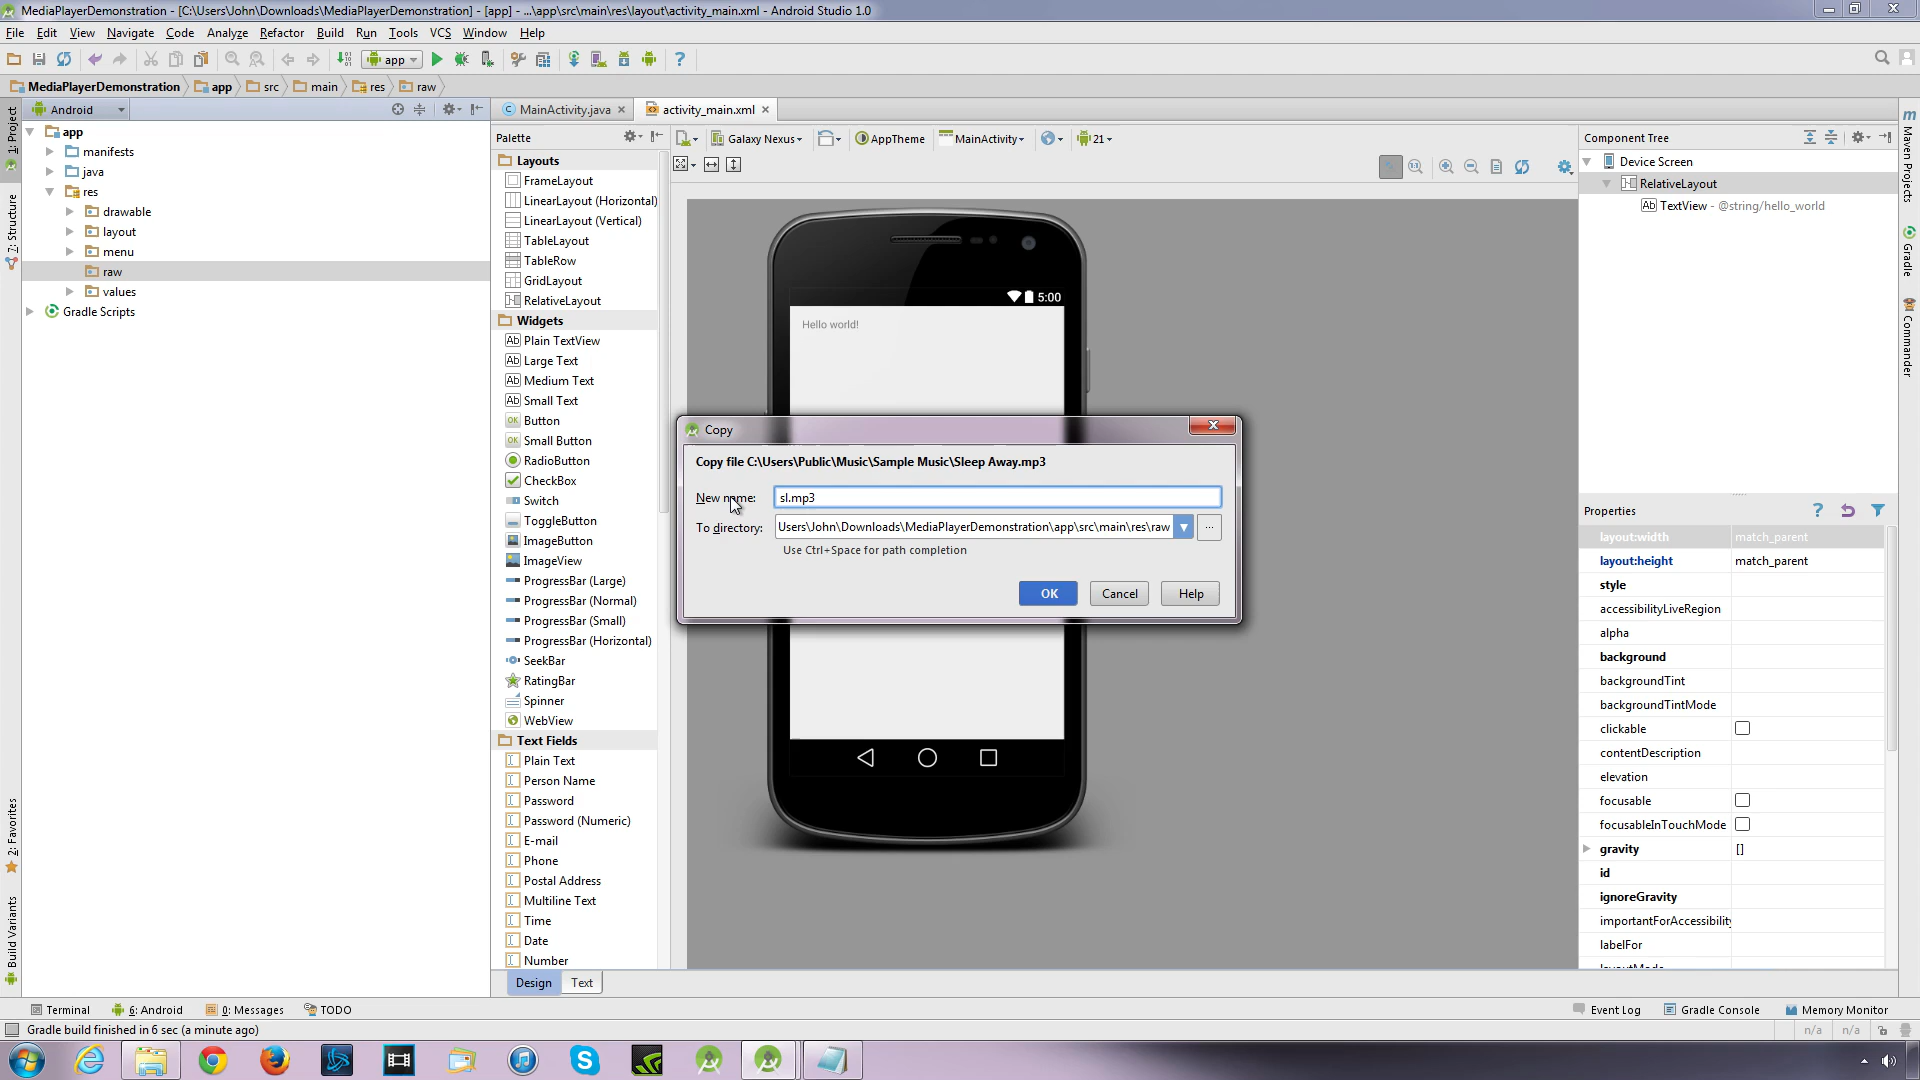 MediaPlayerDemonstration - [C:\Users\John\Downloads\MediaPlayerDemonstration] - [app] - ...\app\src\main\res\layout\activity_main.xml - Android Studio 1.0
File Edit View Navigate Code Analyze Refactor Build Run Tools VCS Window Help
app
MediaPlayerDemonstration app src main res raw
Android
app
manifests
java
res
drawable
layout
menu
raw
values
Gradle Scripts
1: Project
7: Structure
2: Favorites
Build Variants
MainActivity.java activity_main.xml
Palette
Layouts
FrameLayout
LinearLayout (Horizontal)
LinearLayout (Vertical)
TableLayout
TableRow
GridLayout
RelativeLayout
Widgets
Plain TextView
Large Text
Medium Text
Small Text
Button
Small Button
RadioButton
CheckBox
Switch
ToggleButton
ImageButton
ImageView
ProgressBar (Large)
ProgressBar (Normal)
ProgressBar (Small)
ProgressBar (Horizontal)
SeekBar
RatingBar
Spinner
WebView
Text Fields
Plain Text
Person Name
Password
Password (Numeric)
E-mail
Phone
Postal Address
Multiline Text
Time
Date
Number
Design Text
Galaxy Nexus AppTheme MainActivity 21
5:00
Hello world!
Copy
Copy file C:\Users\Public\Music\Sample Music\Sleep Away.mp3
New name: sl.mp3
To directory: Users\John\Downloads\MediaPlayerDemonstration\app\src\main\res\raw ...
Use Ctrl+Space for path completion
OK Cancel Help
Component Tree
Device Screen
RelativeLayout
Ab TextView - @string/hello_world
Properties
layout:width match_parent
layout:height match_parent
style
accessibilityLiveRegion
alpha
background
backgroundTint
backgroundTintMode
clickable
contentDescription
elevation
focusable
focusableInTouchMode
gravity []
id
ignoreGravity
importantForAccessibility
labelFor
layoutMode
Maven Projects
Gradle
Commander
Terminal 6: Android 0: Messages TODO
Event Log Gradle Console Memory Monitor
Gradle build finished in 6 sec (a minute ago)
n/a n/a